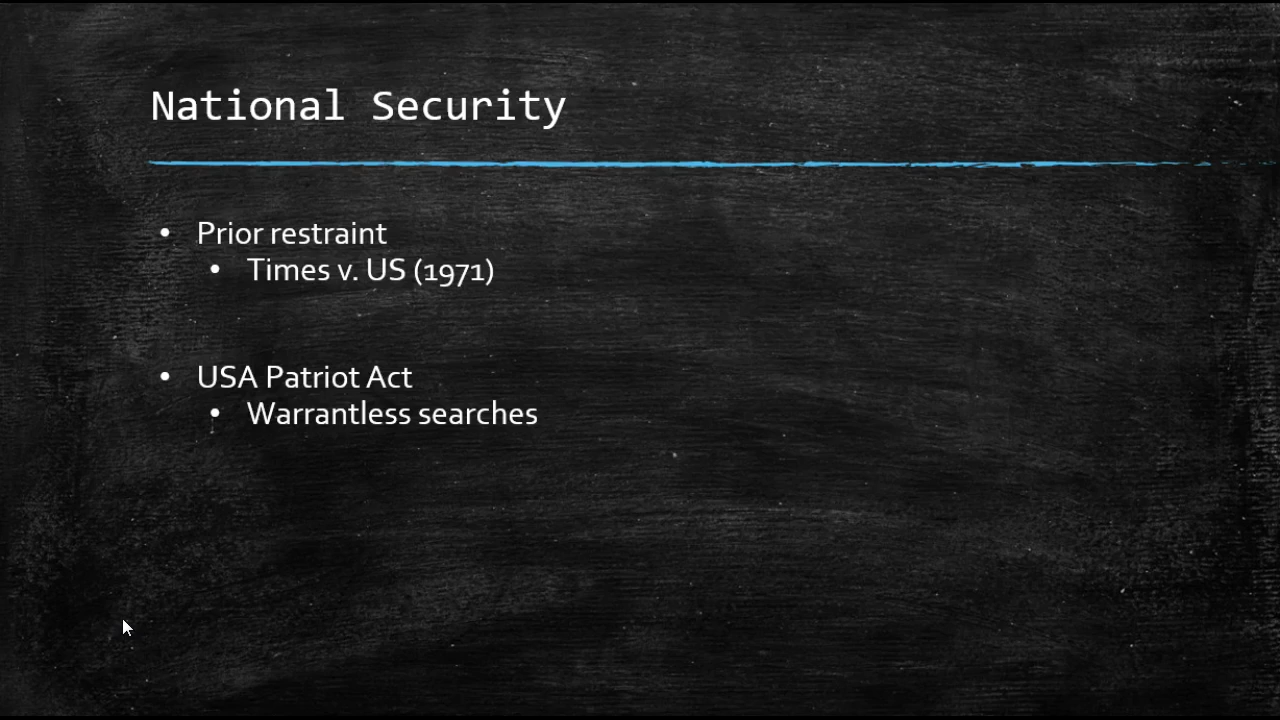 National Security
• Prior restraint
• Times v. US (1971)
• USA Patriot Act
• Warrantless searches